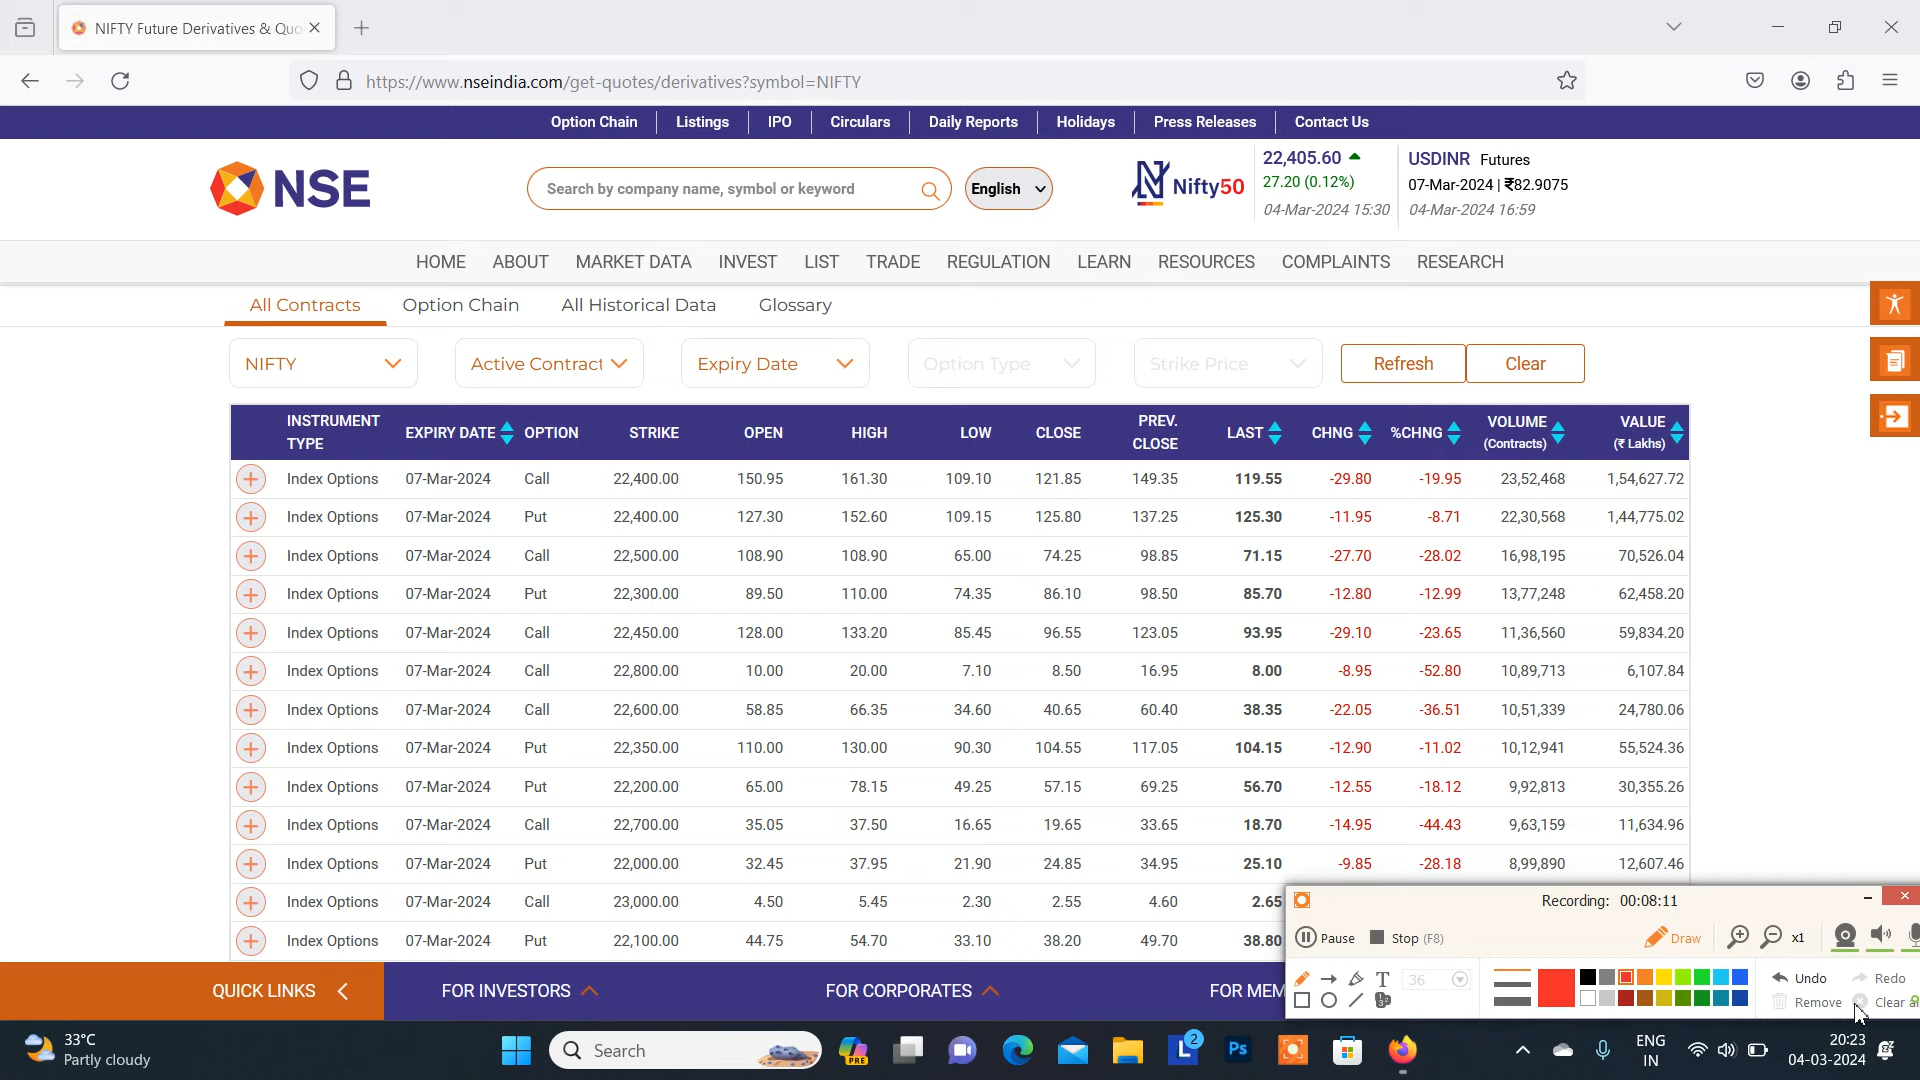 NIFTY Future Derivatives & Quo
https://www.nseindia.com/get-quotes/derivatives?symbol=NIFTY
Option Chain Listings IPO Circulars Daily Reports Holidays Press Releases Contact Us
NSE
Search by company name, symbol or keyword
English
Nifty50
22,405.60
27.20 (0.12%)
04-Mar-2024 15:30
USDINR Futures
07-Mar-2024 | ₹82.9075
04-Mar-2024 16:59
HOME ABOUT MARKET DATA INVEST LIST TRADE REGULATION LEARN RESOURCES COMPLAINTS RESEARCH
All Contracts Option Chain All Historical Data Glossary
NIFTY Active Contract Expiry Date Option Type Strike Price Refresh Clear
INSTRUMENT TYPE EXPIRY DATE OPTION STRIKE OPEN HIGH LOW CLOSE PREV. CLOSE LAST CHNG %CHNG VOLUME (Contracts) VALUE (₹ Lakhs)
Index Options 07-Mar-2024 Call 22,400.00 150.95 161.30 109.10 121.85 149.35 119.55 -29.80 -19.95 23,52,468 1,54,627.72
Index Options 07-Mar-2024 Put 22,400.00 127.30 152.60 109.15 125.80 137.25 125.30 -11.95 -8.71 22,30,568 1,44,775.02
Index Options 07-Mar-2024 Call 22,500.00 108.90 108.90 65.00 74.25 98.85 71.15 -27.70 -28.02 16,98,195 70,526.04
Index Options 07-Mar-2024 Put 22,300.00 89.50 110.00 74.35 86.10 98.50 85.70 -12.80 -12.99 13,77,248 62,458.20
Index Options 07-Mar-2024 Call 22,450.00 128.00 133.20 85.45 96.55 123.05 93.95 -29.10 -23.65 11,36,560 59,834.20
Index Options 07-Mar-2024 Call 22,800.00 10.00 20.00 7.10 8.50 16.95 8.00 -8.95 -52.80 10,89,713 6,107.84
Index Options 07-Mar-2024 Call 22,600.00 58.85 66.35 34.60 40.65 60.40 38.35 -22.05 -36.51 10,51,339 24,780.06
Index Options 07-Mar-2024 Put 22,350.00 110.00 130.00 90.30 104.55 117.05 104.15 -12.90 -11.02 10,12,941 55,524.36
Index Options 07-Mar-2024 Put 22,200.00 65.00 78.15 49.25 57.15 69.25 56.70 -12.55 -18.12 9,92,813 30,355.26
Index Options 07-Mar-2024 Call 22,700.00 35.05 37.50 16.65 19.65 33.65 18.70 -14.95 -44.43 9,63,159 11,634.96
Index Options 07-Mar-2024 Put 22,000.00 32.45 37.95 21.90 24.85 34.95 25.10 -9.85 -28.18 8,99,890 12,607.46
Index Options 07-Mar-2024 Call 23,000.00 4.50 5.45 2.30 2.55 4.60 2.65
Index Options 07-Mar-2024 Put 22,100.00 44.75 54.70 33.10 38.20 49.70 38.80
Recording: 00:08:11
Pause Stop (F8) Draw x1
T 36 Undo Redo
Remove Clear al
QUICK LINKS FOR INVESTORS FOR CORPORATES FOR MEM
33°C
Partly cloudy
Search
PRE
L 2
Ps
ENG
IN
20:23
04-03-2024